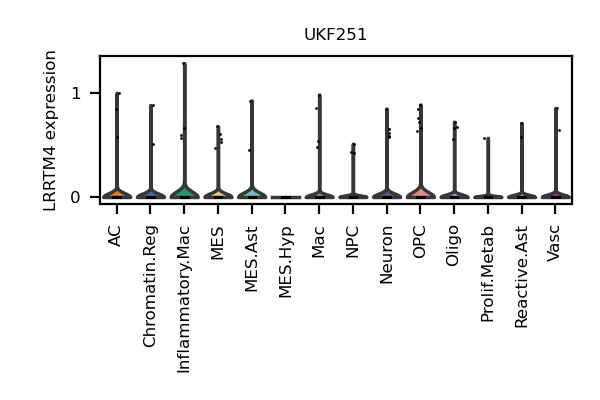 UKF251
LRRTM4 expression
1
0
AC
Chromatin.Reg
Inflammatory.Mac
MES
MES.Ast
MES.Hyp
Mac
NPC
Neuron
OPC
Oligo
Prolif.Metab
Reactive.Ast
Vasc